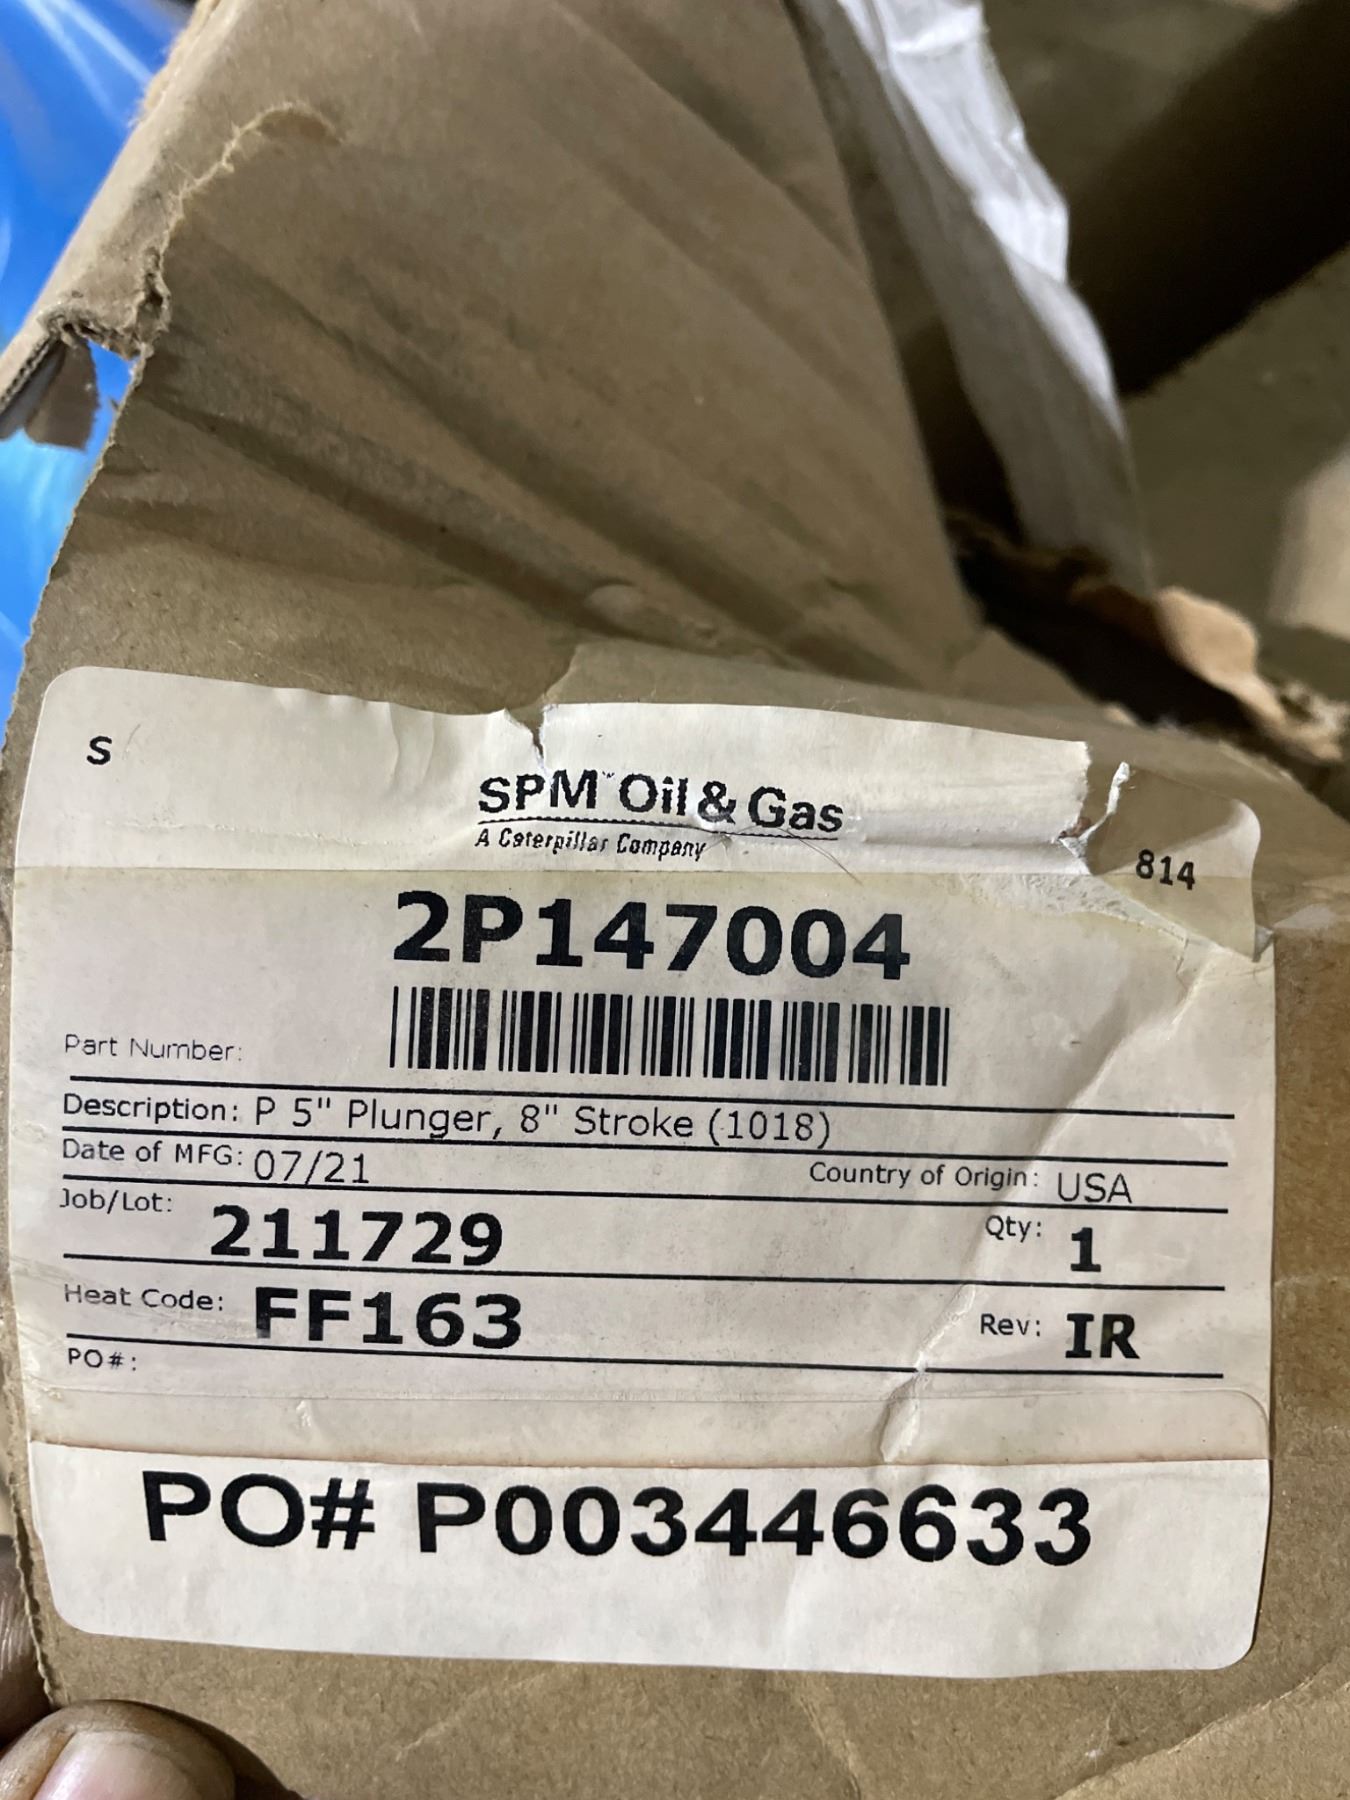 S
SPM™ Oil & Gas
A Caterpillar Company
814
2P147004
Part Number:
Description: P 5" Plunger, 8" Stroke (1018)
Date of MFG: 07/21 Country of Origin: USA
Job/Lot: 211729 Qty: 1
Heat Code: FF163 Rev: IR
PO#:
PO# P003446633